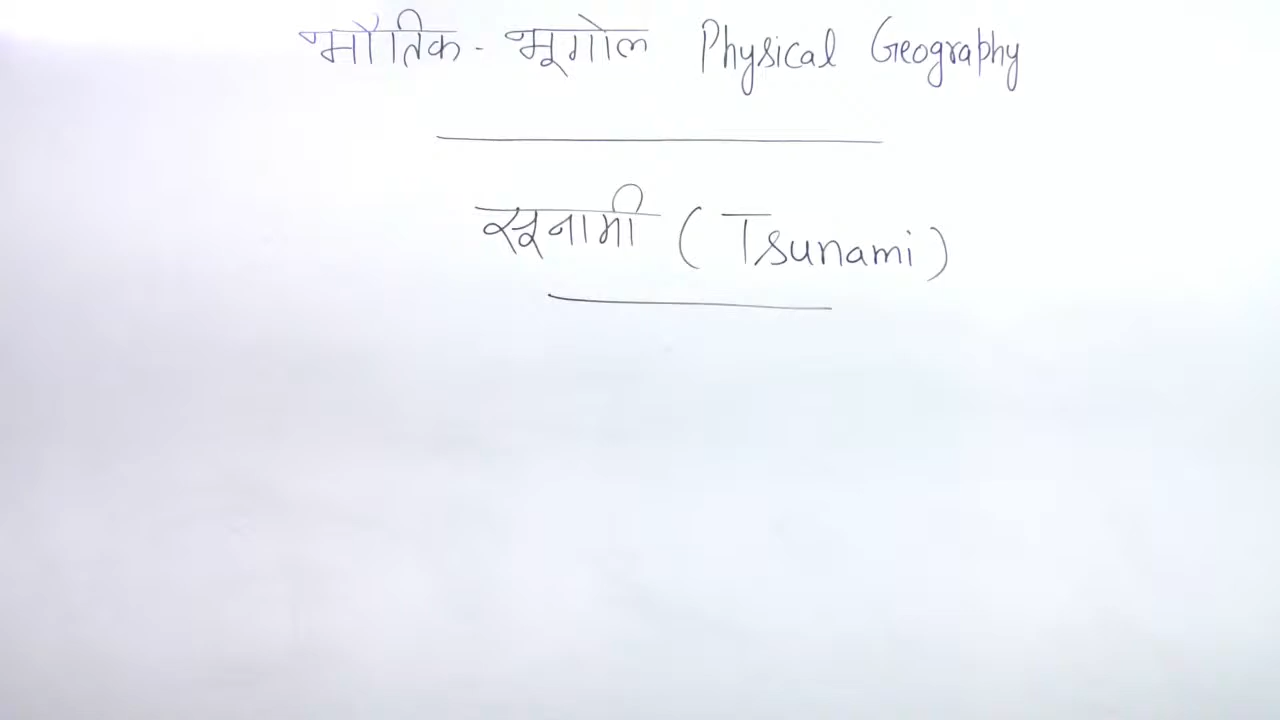 भौतिक - भूगोल Physical Geography
सूनामी ( Tsunami )